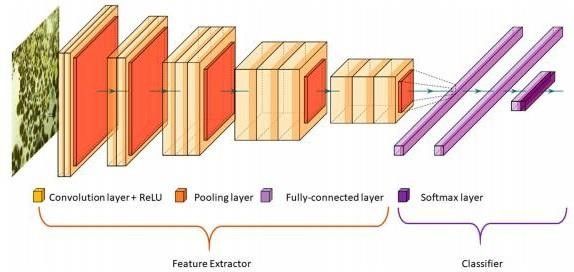 Convolution layer + ReLU Pooling layer Fully-connected layer Softmax layer
Feature Extractor Classifier